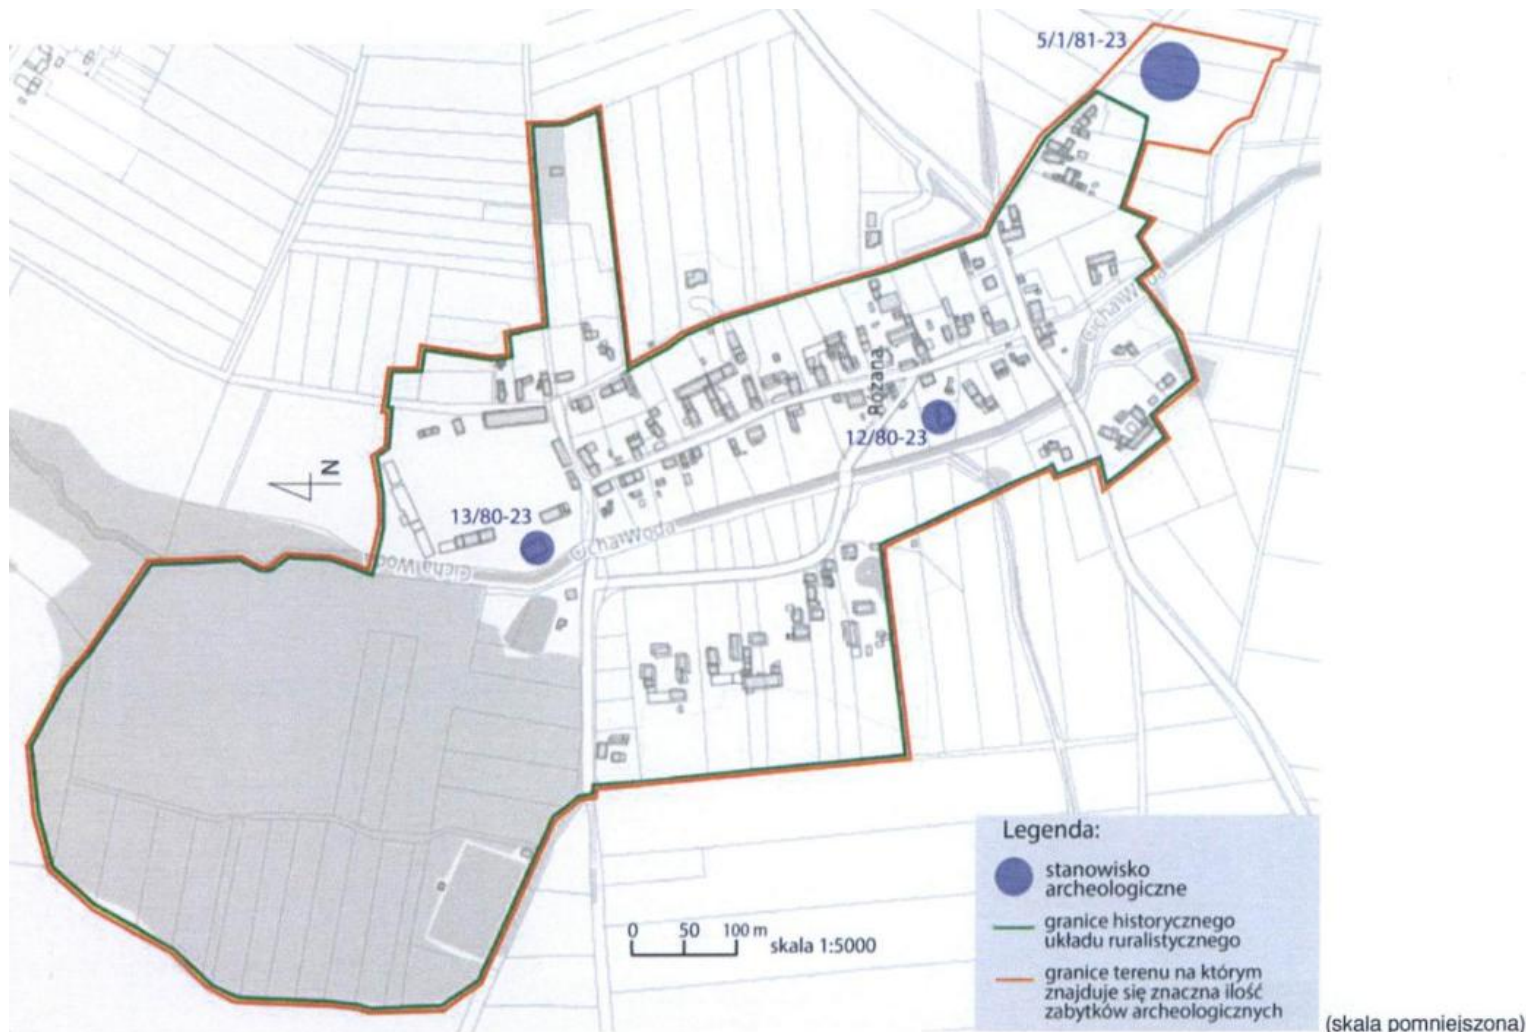 5/1/81-23
Cicha Woda
Różana
12/80-23
N
13/80-23
Cicha Woda
Cicha Woda
Legenda:
stanowisko
archeologiczne
granice historycznego
układu ruralistycznego
granice terenu na którym
znajduje się znaczna ilość
zabytków archeologicznych
0 50 100 m
skala 1:5000
(skala pomniejszona)